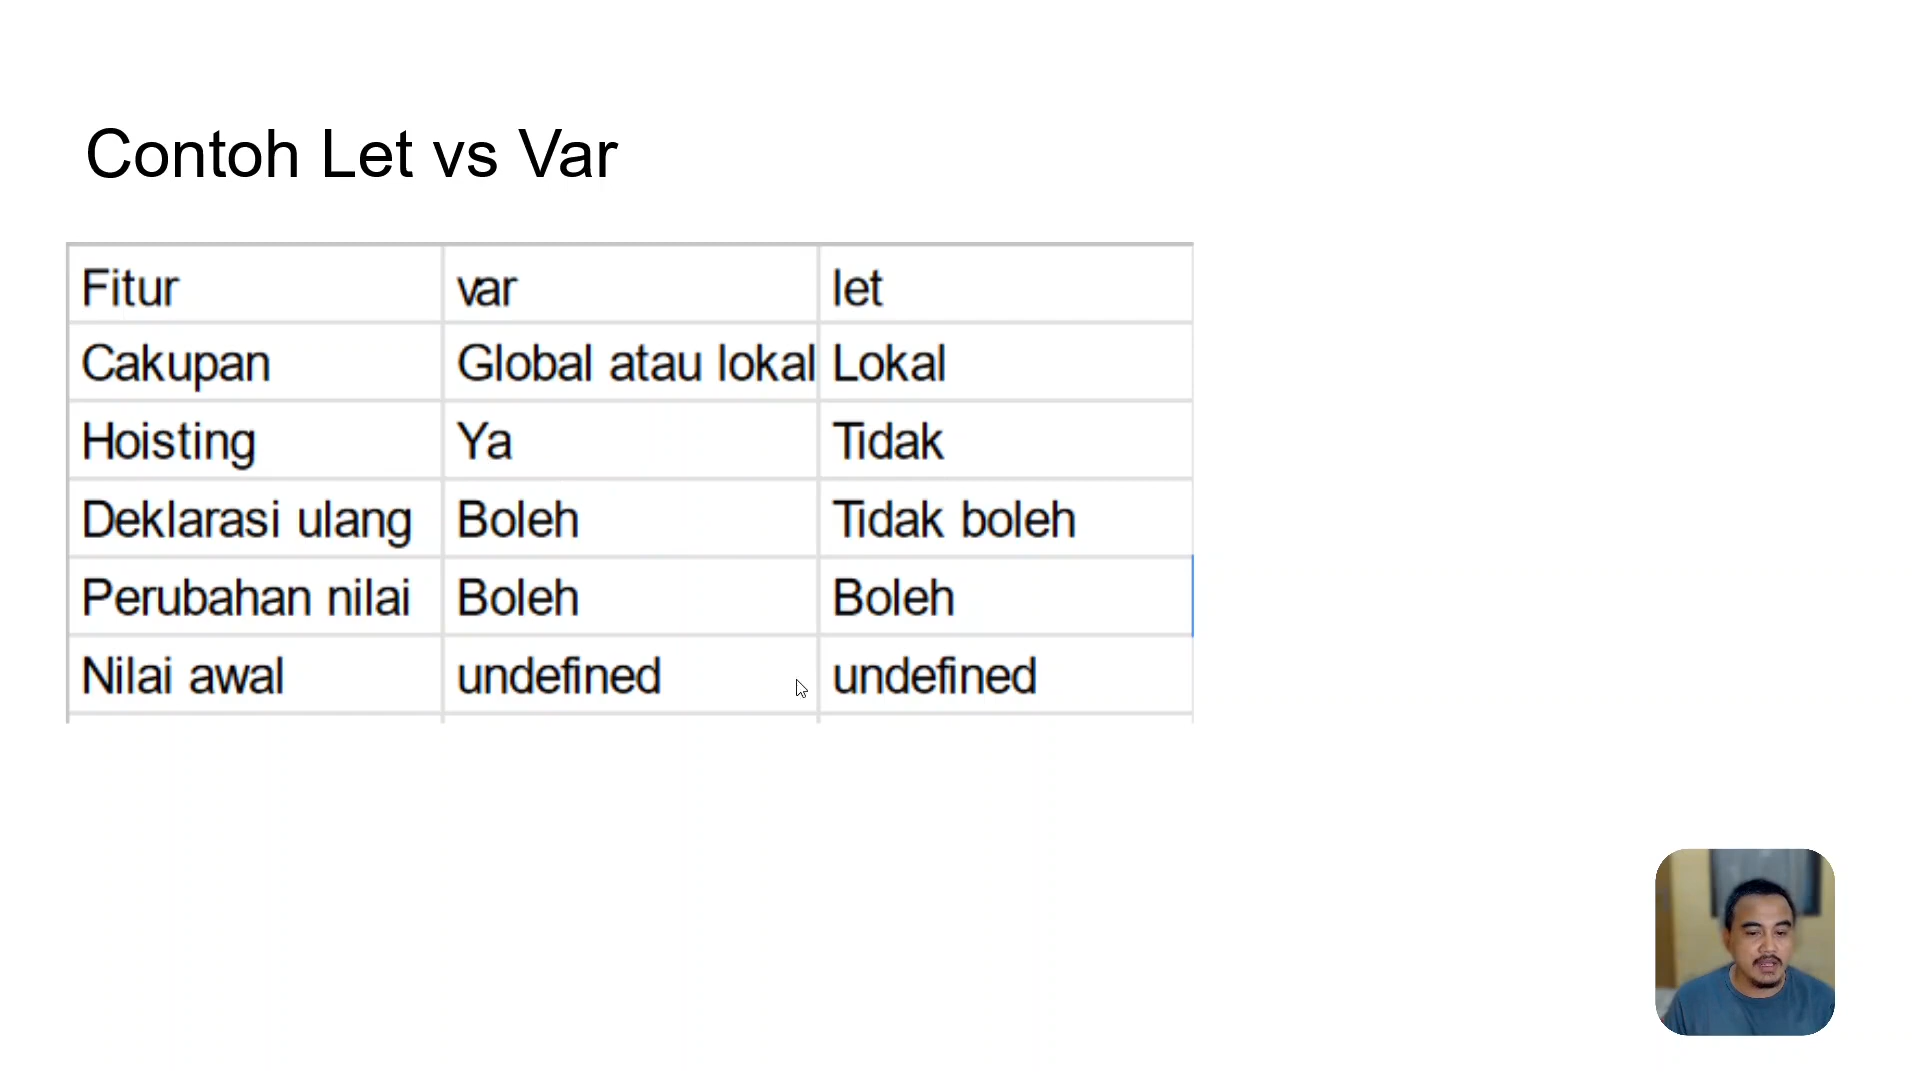 Contoh Let vs Var
Fitur var let
Cakupan Global atau lokal Lokal
Hoisting Ya Tidak
Deklarasi ulang Boleh Tidak boleh
Perubahan nilai Boleh Boleh
Nilai awal undefined undefined